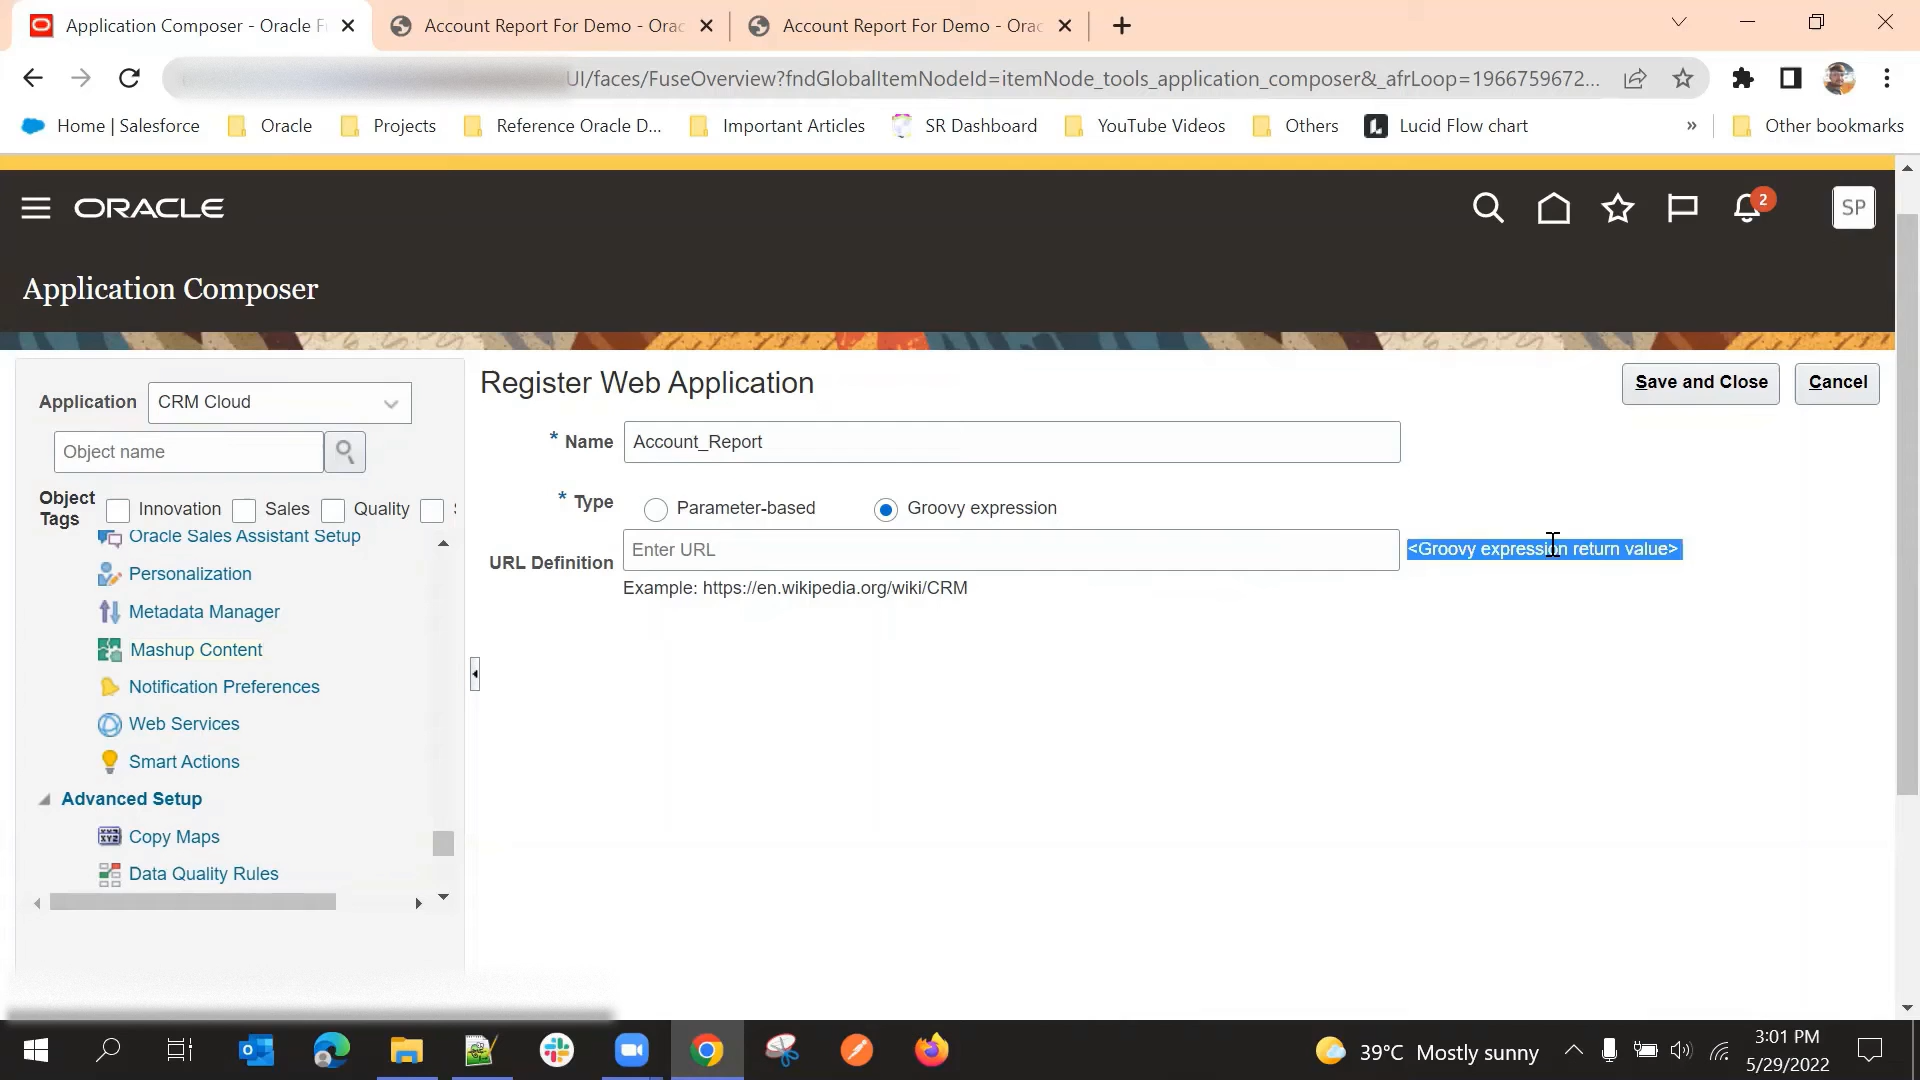 Application Composer - Oracle F
Account Report For Demo - Orac
Account Report For Demo - Orac
UI/faces/FuseOverview?fndGlobalItemNodeId=itemNode_tools_application_composer&_afrLoop=1966759672...
Home | Salesforce
Oracle
Projects
Reference Oracle D...
Important Articles
SR Dashboard
YouTube Videos
Others
Lucid Flow chart
»
Other bookmarks
ORACLE
2
SP
Application Composer
Application
CRM Cloud
Object name
Object Tags
Innovation
Sales
Quality
Oracle Sales Assistant Setup
Personalization
Metadata Manager
Mashup Content
Notification Preferences
Web Services
Smart Actions
Advanced Setup
Copy Maps
Data Quality Rules
Register Web Application
Save and Close
Cancel
* Name
Account_Report
* Type
Parameter-based
Groovy expression
URL Definition
Enter URL
<Groovy expression return value>
Example: https://en.wikipedia.org/wiki/CRM
39°C Mostly sunny
3:01 PM
5/29/2022